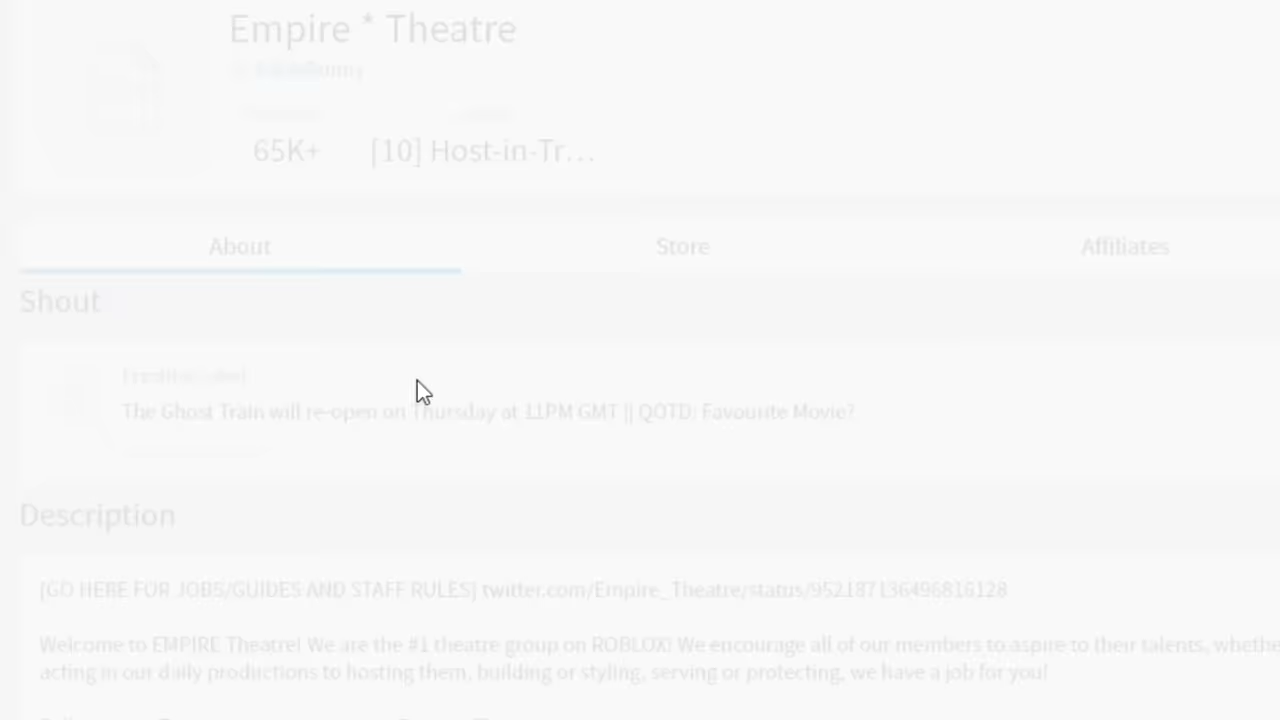 Empire * Theatre
65K+ [10] Host-in-Tr...
About Store Affiliates
Shout
The Ghost Train will re-open on Thursday at 11PM GMT || QOTD: Favourite Movie?
Description
[GO HERE FOR JOBS/GUIDES AND STAFF RULES] twitter.com/Empire_Theatre/status/952187136496816128
Welcome to EMPIRE Theatre! We are the #1 theatre group on ROBLOX! We encourage all of our members to aspire to their talents, whethe
acting in our daily productions to hosting them, building or styling, serving or protecting, we have a job for you!